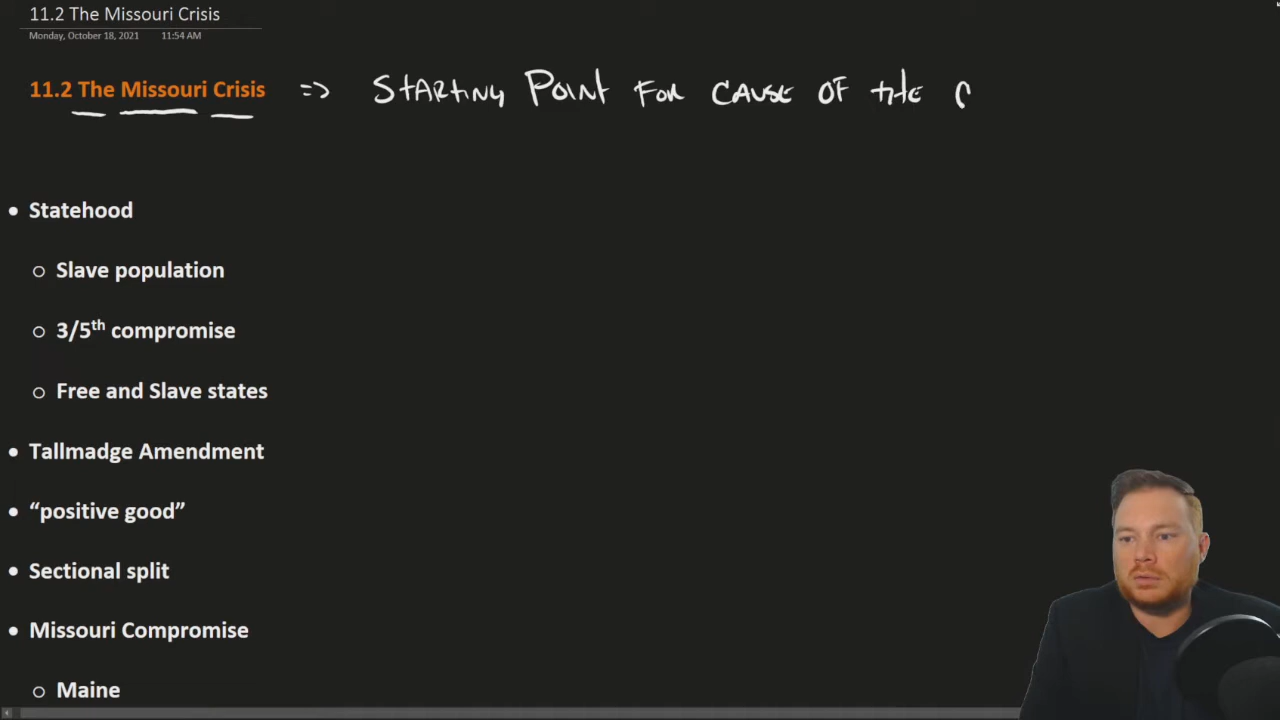 11.2 The Missouri Crisis
Monday, October 18, 2021 11:54 AM
11.2 The Missouri Crisis => STARTING POINT FOR CAUSE OF THE C
• Statehood
○ Slave population
○ 3/5th compromise
○ Free and Slave states
• Tallmadge Amendment
• “positive good”
• Sectional split
• Missouri Compromise
○ Maine